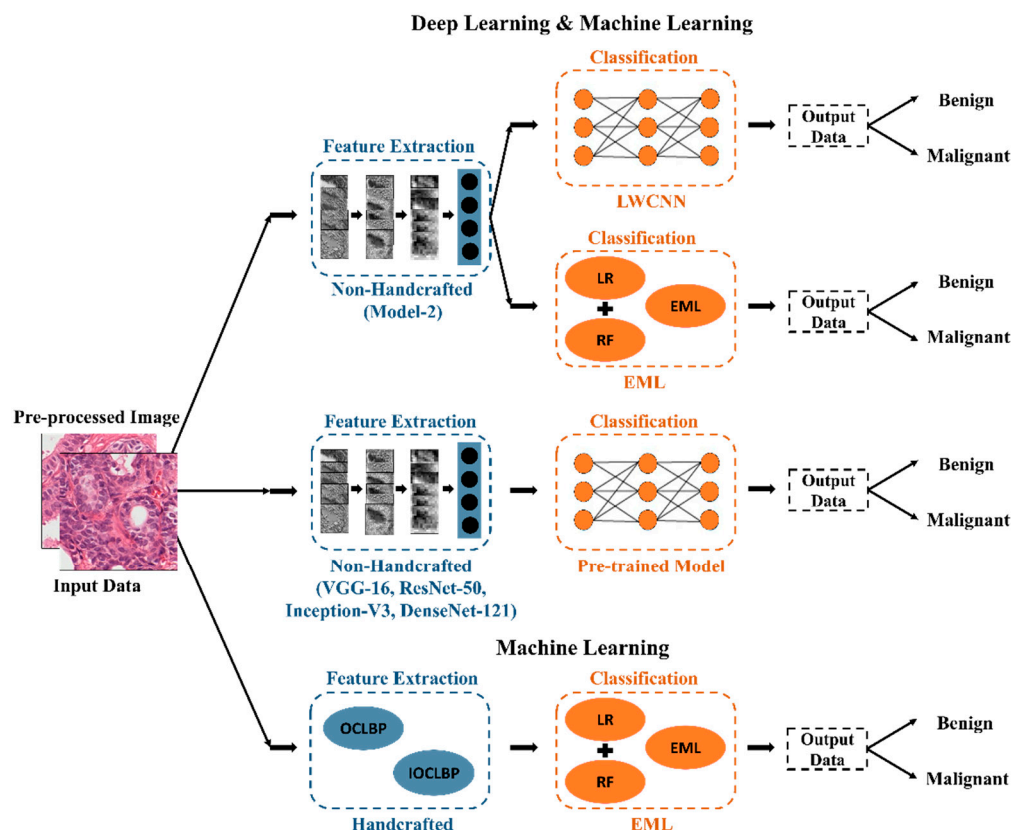 Deep Learning & Machine Learning
Classification
LWCNN
Output
Data
Benign
Malignant
Feature Extraction
Non-Handcrafted
(Model-2)
Classification
LR
+
RF
EML
EML
Output
Data
Benign
Malignant
Pre-processed Image
Input Data
Feature Extraction
Non-Handcrafted
(VGG-16, ResNet-50,
Inception-V3, DenseNet-121)
Classification
Pre-trained Model
Output
Data
Benign
Malignant
Machine Learning
Feature Extraction
OCLBP
IOCLBP
Handcrafted
Classification
LR
+
RF
EML
EML
Output
Data
Benign
Malignant